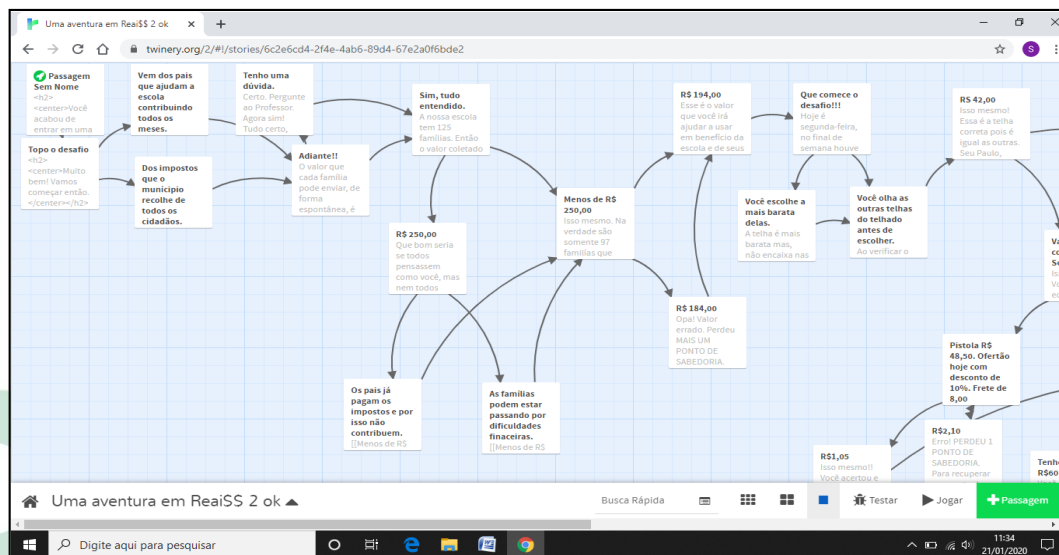 Uma aventura em Reai$$ 2 ok
twinery.org/2/#!/stories/6c2e6cd4-2f4e-4ab6-89d4-67e2a0f6bde2
S
Passagem
Sem Nome
<h2>
<center>Você
acabou de
entrar em uma
Topo o desafio
<h2>
<center>Muito
bem! Vamos
começar então.
</center></h2>
Vem dos pais
que ajudam a
escola
contribuindo
todos os
meses.
Dos impostos
que o
municipio
recolhe de
todos os
cidadãos.
Tenho uma
dúvida.
Certo. Pergunte
ao Professor.
Agora sim!
Tudo certo,
Adiante!!
O valor que
cada família
pode enviar, de
forma
espontânea, é
Sim, tudo
entendido.
A nossa escola
tem 125
famílias. Então
o valor coletado
R$ 250,00
Que bom seria
se todos
pensassem
como você, mas
nem todos
Os pais já
pagam os
impostos e por
isso não
contribuem.
[[Menos de R$
As famílias
podem estar
passando por
dificuldades
finaceiras.
[[Menos de R$
Menos de R$
250,00
Isso mesmo. Na
verdade são
somente 97
famílias que
R$ 194,00
Esse é o valor
que você irá
ajudar a usar
em benefício da
escola e de seus
R$ 184,00
Opa! Valor
errado. Perdeu
MAIS UM
PONTO DE
SABEDORIA.
Que comece o
desafio!!!
Hoje é
segunda-feira,
no final de
semana houve
Você escolhe a
mais barata
delas.
A telha é mais
barata mas,
não encaixa nas
Você olha as
outras telhas
do telhado
antes de
escolher.
Ao verificar o
RS 42,00
Isso mesmo!
Essa é a telha
correta pois é
igual as outras.
Seu Paulo,
Pistola R$
48,50. Ofertão
hoje com
desconto de
10%. Frete de
8,00
R$1,05
Isso mesmo!!
Você acertou e
R$2,10
Erro! PERDEU 1
PONTO DE
SABEDORIA.
Para recuperar
R$60
Uma aventura em Reai$$ 2 ok
Busca Rápida
Testar
Jogar
Passagem
Digite aqui para pesquisar
11:34
21/01/2020